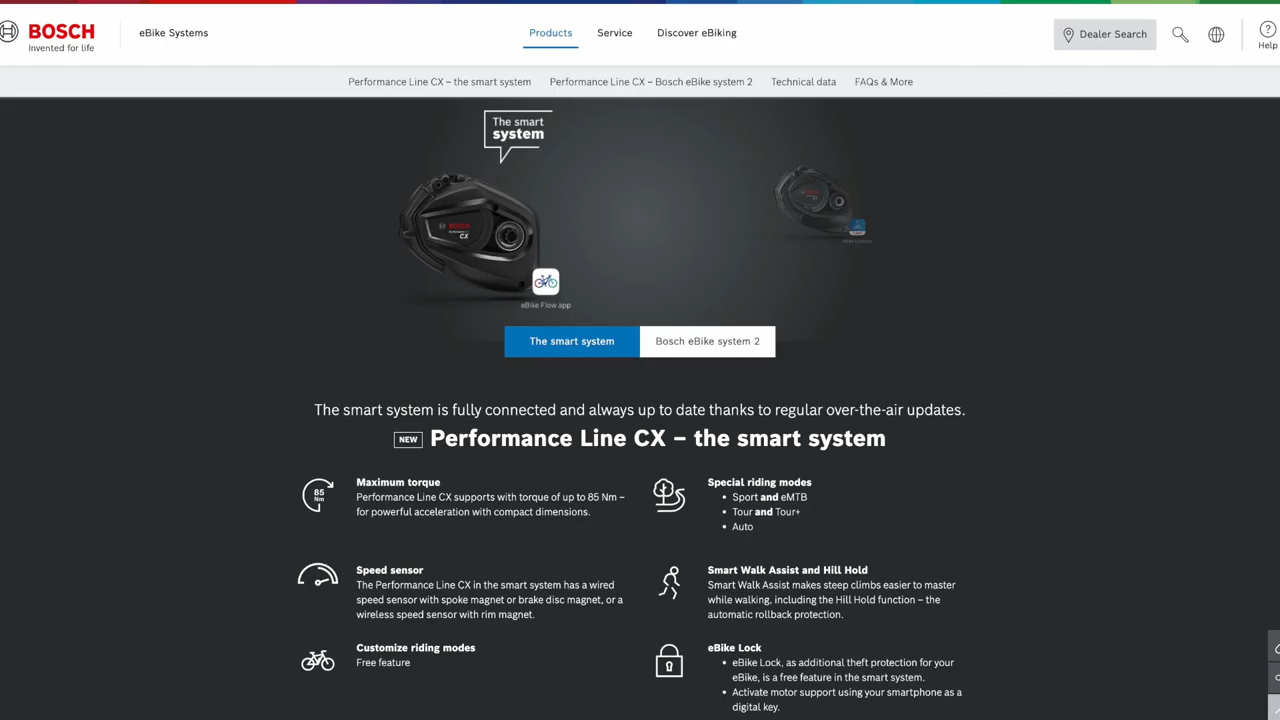 BOSCH
Invented for life
eBike Systems
Products
Service
Discover eBiking
Dealer Search
Help
Performance Line CX – the smart system
Performance Line CX – Bosch eBike system 2
Technical data
FAQs & More
The smart
system
BOSCH
CX
eBike Flow app
The smart system
Bosch eBike system 2
The smart system is fully connected and always up to date thanks to regular over-the-air updates.
NEW Performance Line CX – the smart system
85
Nm
Maximum torque
Performance Line CX supports with torque of up to 85 Nm –
for powerful acceleration with compact dimensions.
Special riding modes
• Sport and eMTB
• Tour and Tour+
• Auto
Speed sensor
The Performance Line CX in the smart system has a wired
speed sensor with spoke magnet or brake disc magnet, or a
wireless speed sensor with rim magnet.
Smart Walk Assist and Hill Hold
Smart Walk Assist makes steep climbs easier to master
while walking, including the Hill Hold function – the
automatic rollback protection.
Customize riding modes
Free feature
eBike Lock
• eBike Lock, as additional theft protection for your
eBike, is a free feature in the smart system.
• Activate motor support using your smartphone as a
digital key.